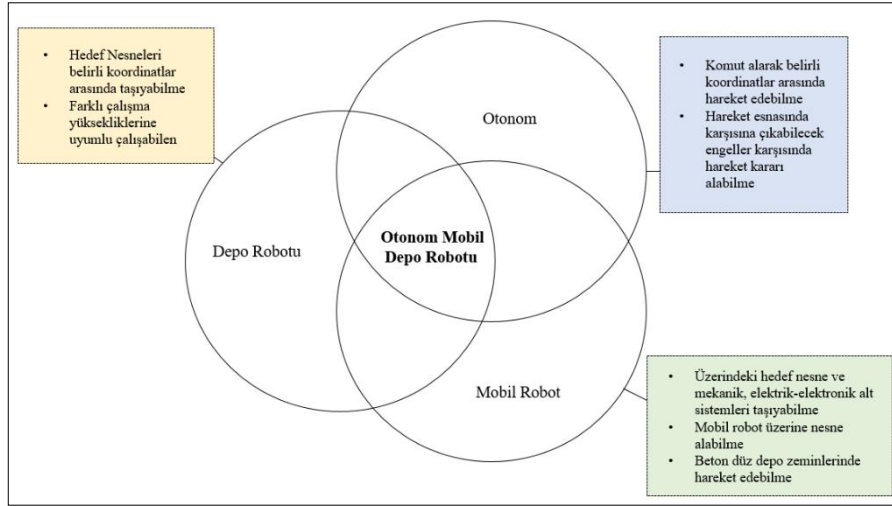 • Hedef Nesneleri
belirli koordinatlar
arasında taşıyabilme
• Farklı çalışma
yüksekliklerine
uyumlu çalışabilen
Otonom
• Komut alarak belirli
koordinatlar arasında
hareket edebilme
• Hareket esnasında
karşısına çıkabilecek
engeller karşısında
hareket kararı
alabilme
Depo Robotu
Otonom Mobil
Depo Robotu
Mobil Robot
• Üzerindeki hedef nesne ve
mekanik, elektrik-elektronik alt
sistemleri taşıyabilme
• Mobil robot üzerine nesne
alabilme
• Beton düz depo zeminlerinde
hareket edebilme